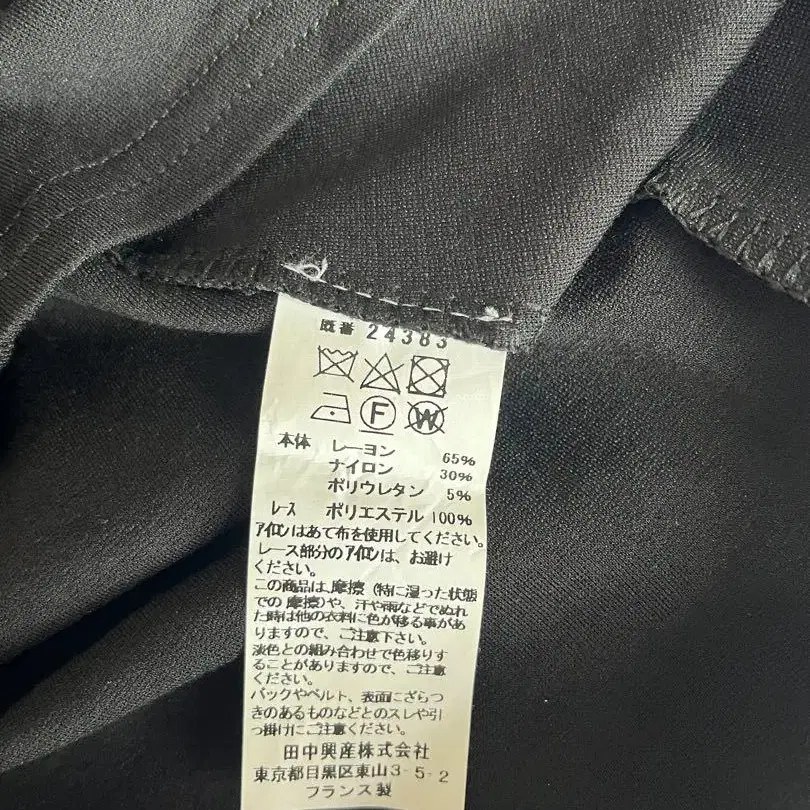 既番 24383
F W
本体 レーヨン 65%
ナイロン 30%
ポリウレタン 5%
レース ポリエステル 100%
アイロンはあて布を使用してください。
レース部分のアイロンは、お避け
ください。
この商品は、摩擦（特に湿った状態
での摩擦）や、汗や雨などでぬれ
た時は他の衣料に色が移る事があ
りますので、ご注意下さい。
淡色との組み合わせで色移りす
ることがありますので、ご注意
ください。
バックやベルト、表面にざらつ
きのあるものなどとのスレや引
っ掛けにご注意ください。
田中興産株式会社
東京都目黒区東山3-5-2
フランス製